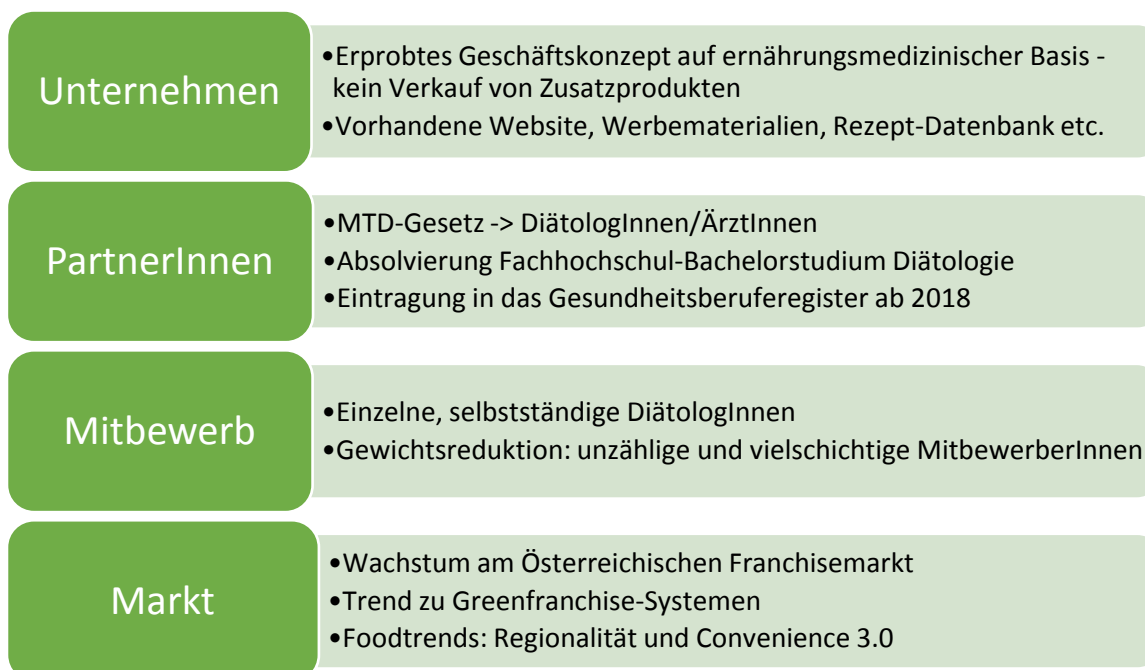 Unternehmen
•Erprobtes Geschäftskonzept auf ernährungsmedizinischer Basis -
kein Verkauf von Zusatzprodukten
•Vorhandene Website, Werbematerialien, Rezept-Datenbank etc.
PartnerInnen
•MTD-Gesetz -> DiätologInnen/ÄrztInnen
•Absolvierung Fachhochschul-Bachelorstudium Diätologie
•Eintragung in das Gesundheitsberuferegister ab 2018
Mitbewerb
•Einzelne, selbstständige DiätologInnen
•Gewichtsreduktion: unzählige und vielschichtige MitbewerberInnen
Markt
•Wachstum am Österreichischen Franchisemarkt
•Trend zu Greenfranchise-Systemen
•Foodtrends: Regionalität und Convenience 3.0